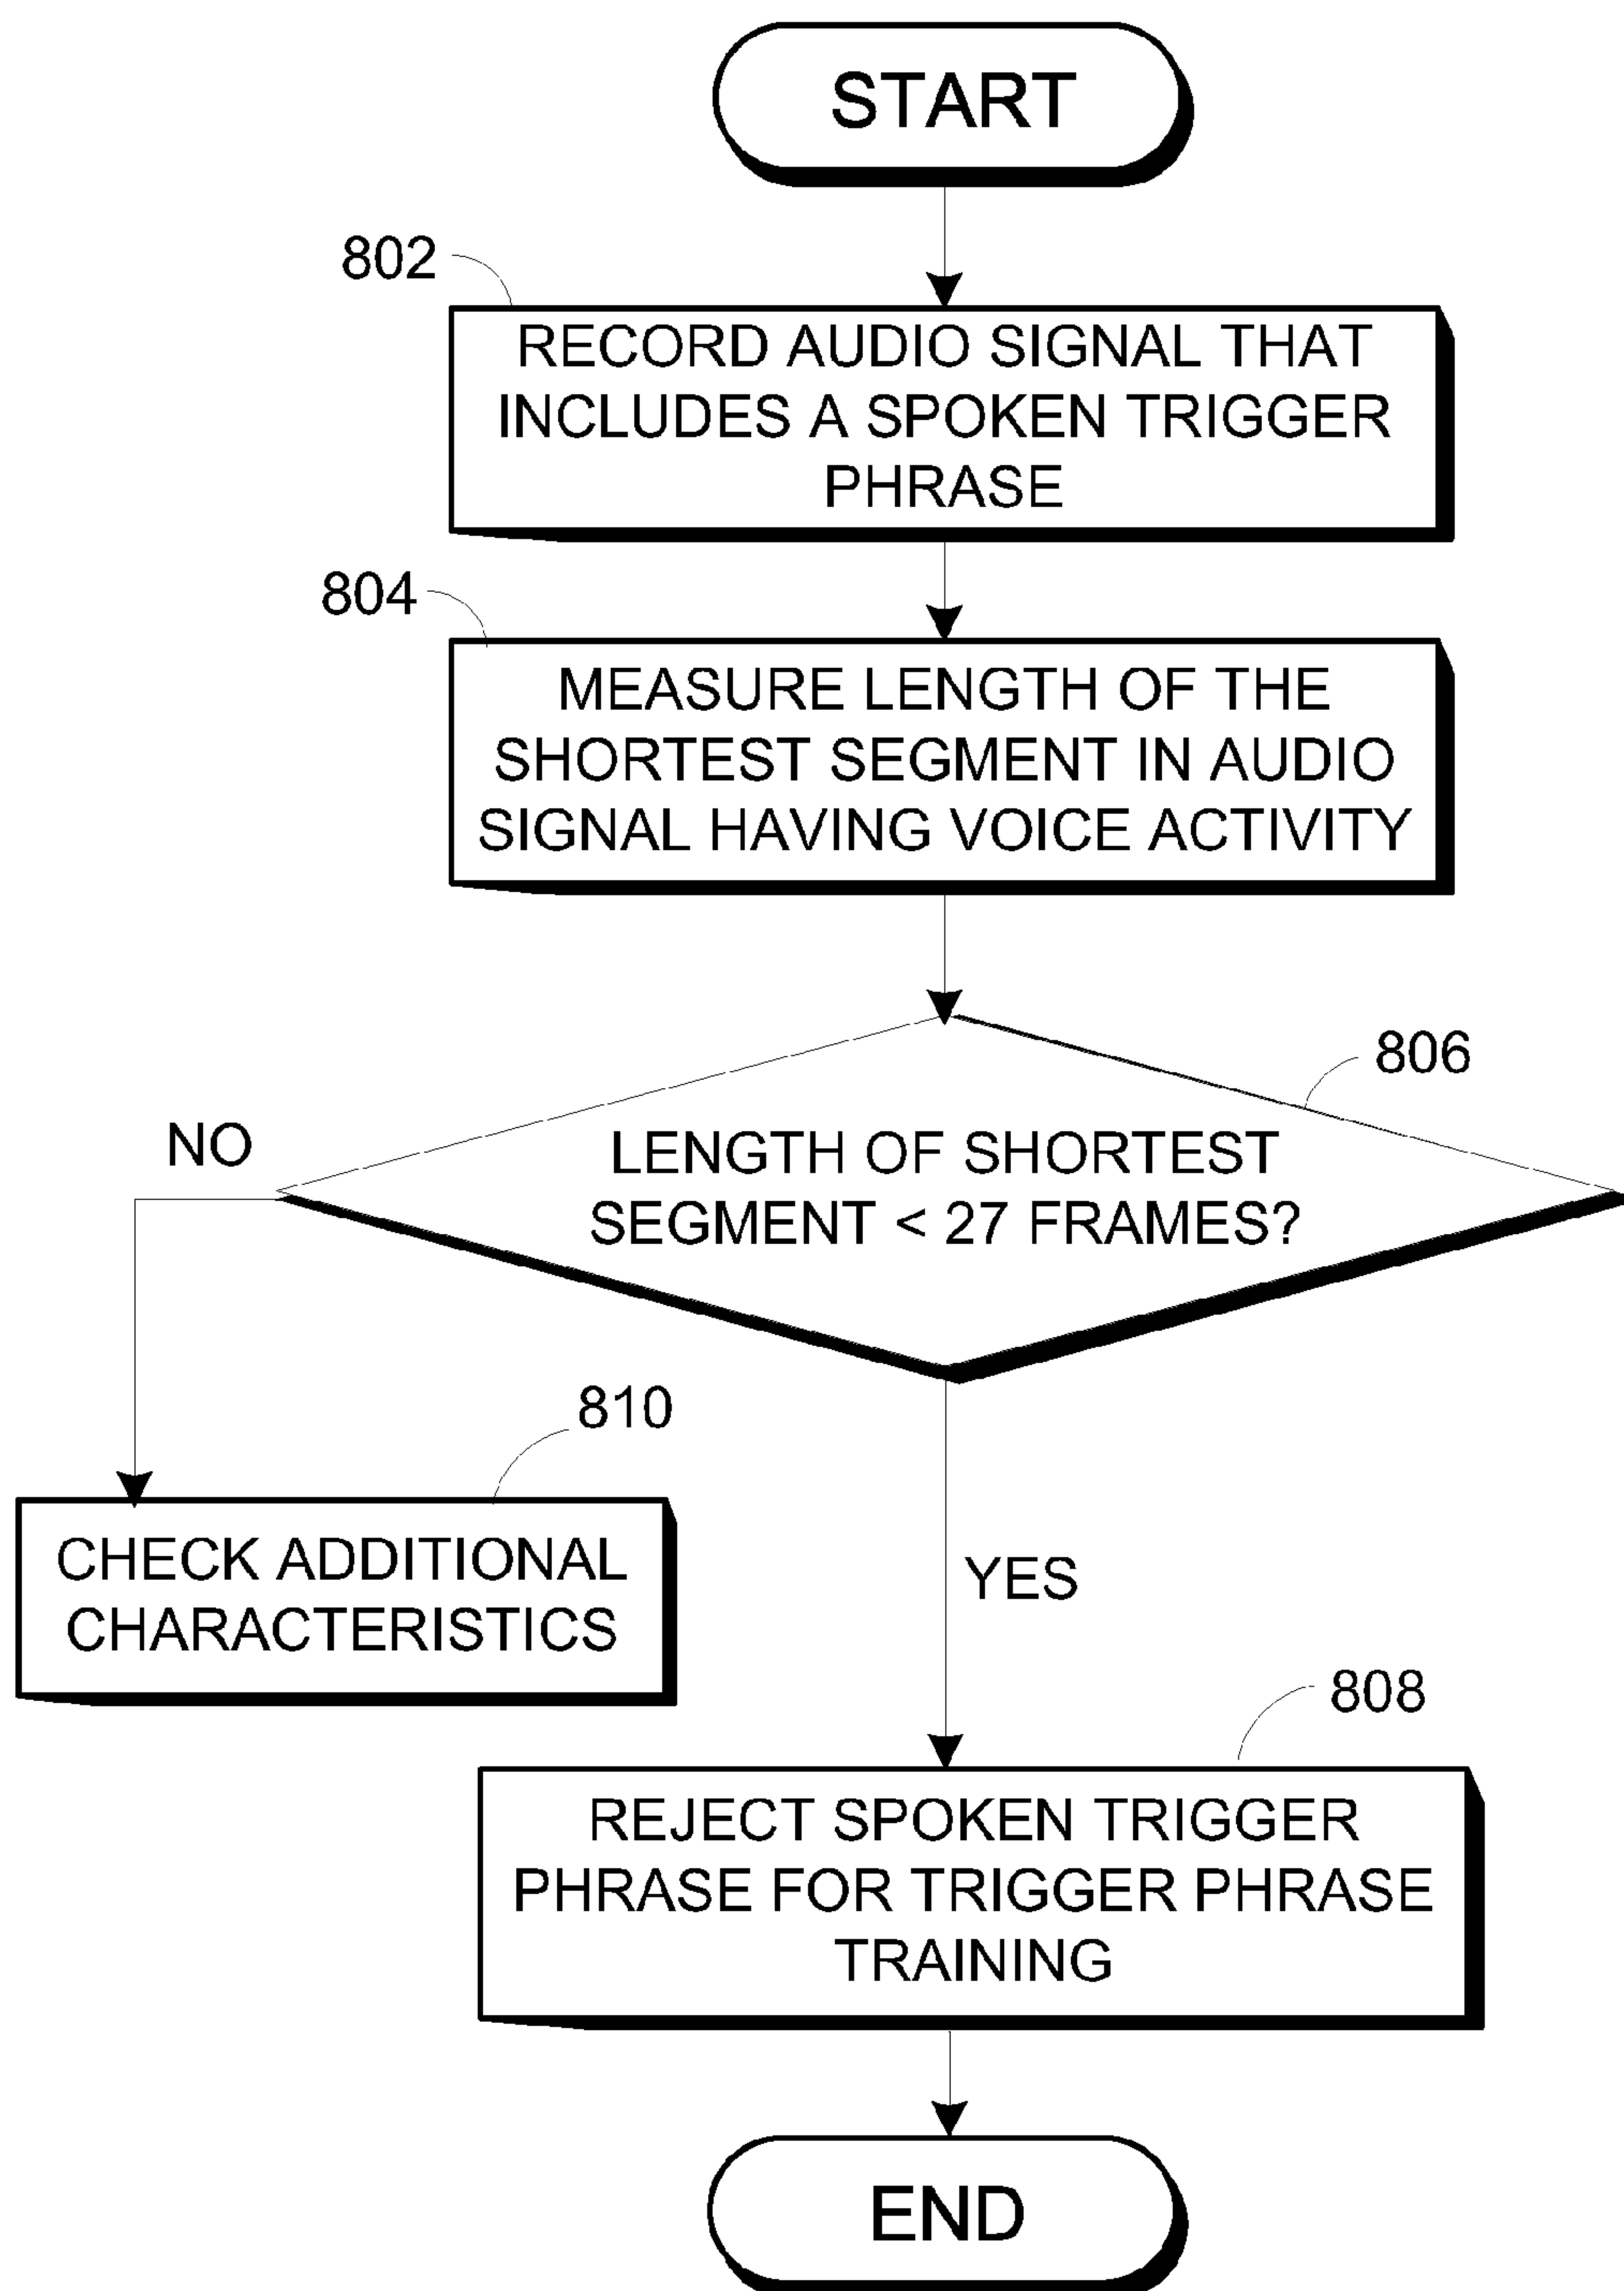 START
802
RECORD AUDIO SIGNAL THAT
INCLUDES A SPOKEN TRIGGER
PHRASE
804
MEASURE LENGTH OF THE
SHORTEST SEGMENT IN AUDIO
SIGNAL HAVING VOICE ACTIVITY
806
NO
LENGTH OF SHORTEST
SEGMENT < 27 FRAMES?
810
CHECK ADDITIONAL
CHARACTERISTICS
YES
808
REJECT SPOKEN TRIGGER
PHRASE FOR TRIGGER PHRASE
TRAINING
END